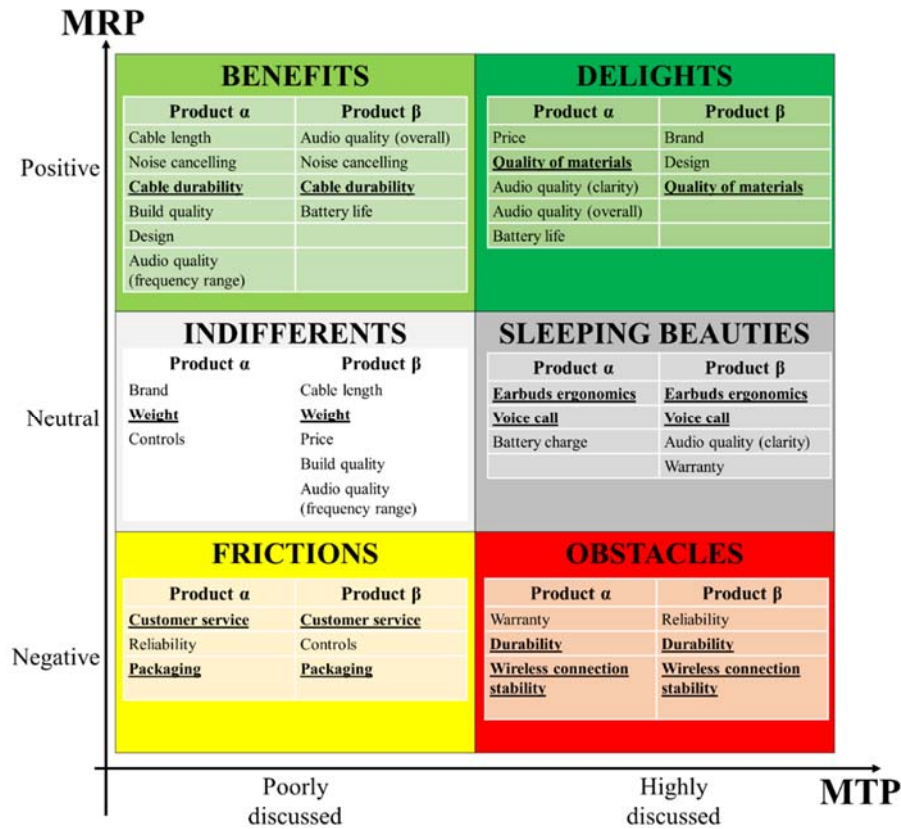 MRP
BENEFITS
Product α Product β
Cable length Audio quality (overall)
Noise cancelling Noise cancelling
Cable durability Cable durability
Build quality Battery life
Design
Audio quality
(frequency range)
DELIGHTS
Product α Product β
Price Brand
Quality of materials Design
Audio quality (clarity) Quality of materials
Audio quality (overall)
Battery life
Positive
INDIFFERENTS
Product α Product β
Brand Cable length
Weight Weight
Controls Price
Build quality
Audio quality
(frequency range)
SLEEPING BEAUTIES
Product α Product β
Earbuds ergonomics Earbuds ergonomics
Voice call Voice call
Battery charge Audio quality (clarity)
Warranty
Neutral
FRICTIONS
Product α Product β
Customer service Customer service
Reliability Controls
Packaging Packaging
OBSTACLES
Product α Product β
Warranty Reliability
Durability Durability
Wireless connection Wireless connection
stability stability
Negative
Poorly
discussed
Highly
discussed
MTP